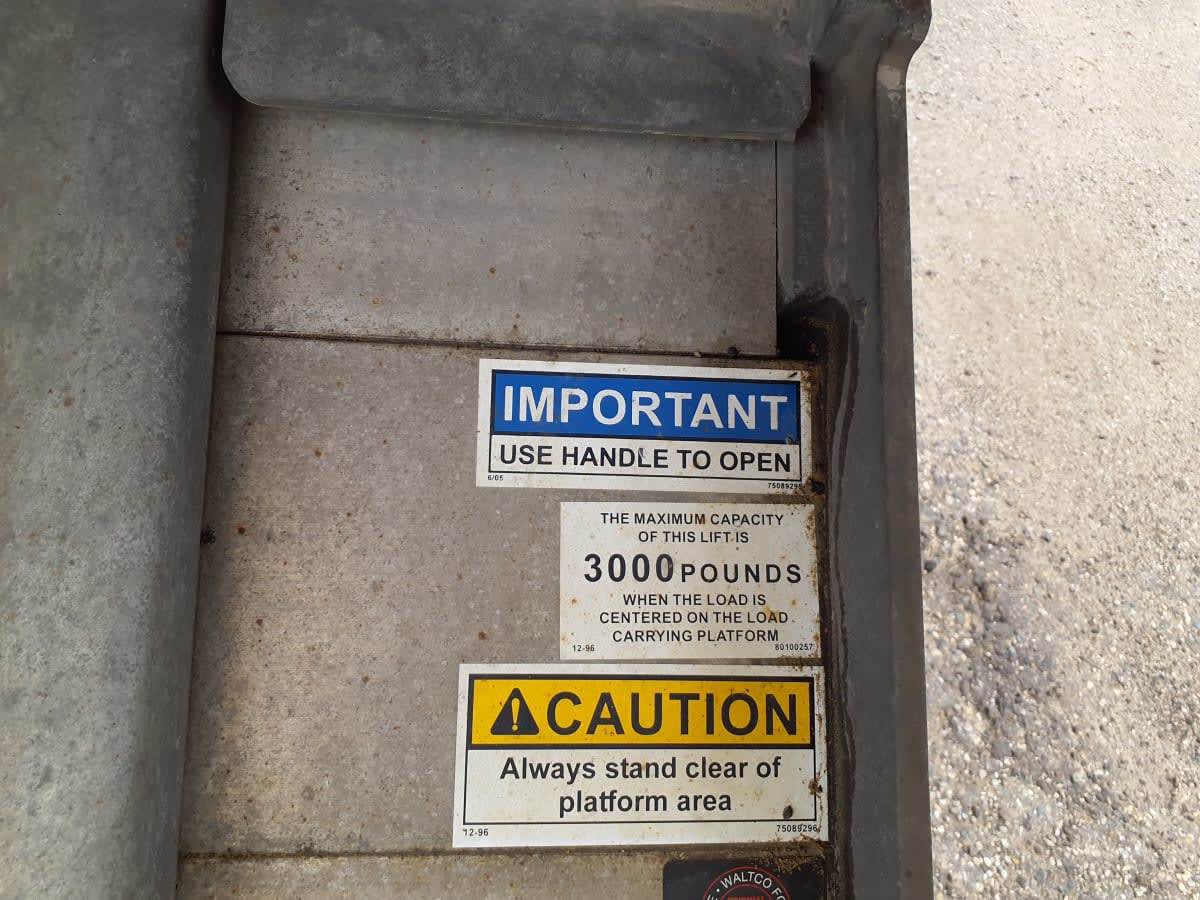 IMPORTANT
USE HANDLE TO OPEN
6/05
THE MAXIMUM CAPACITY
OF THIS LIFT IS
3000 POUNDS
WHEN THE LOAD IS
CENTERED ON THE LOAD
CARRYING PLATFORM
12-96 80100257
CAUTION
Always stand clear of
platform area
12-96 75089296
WALTCO